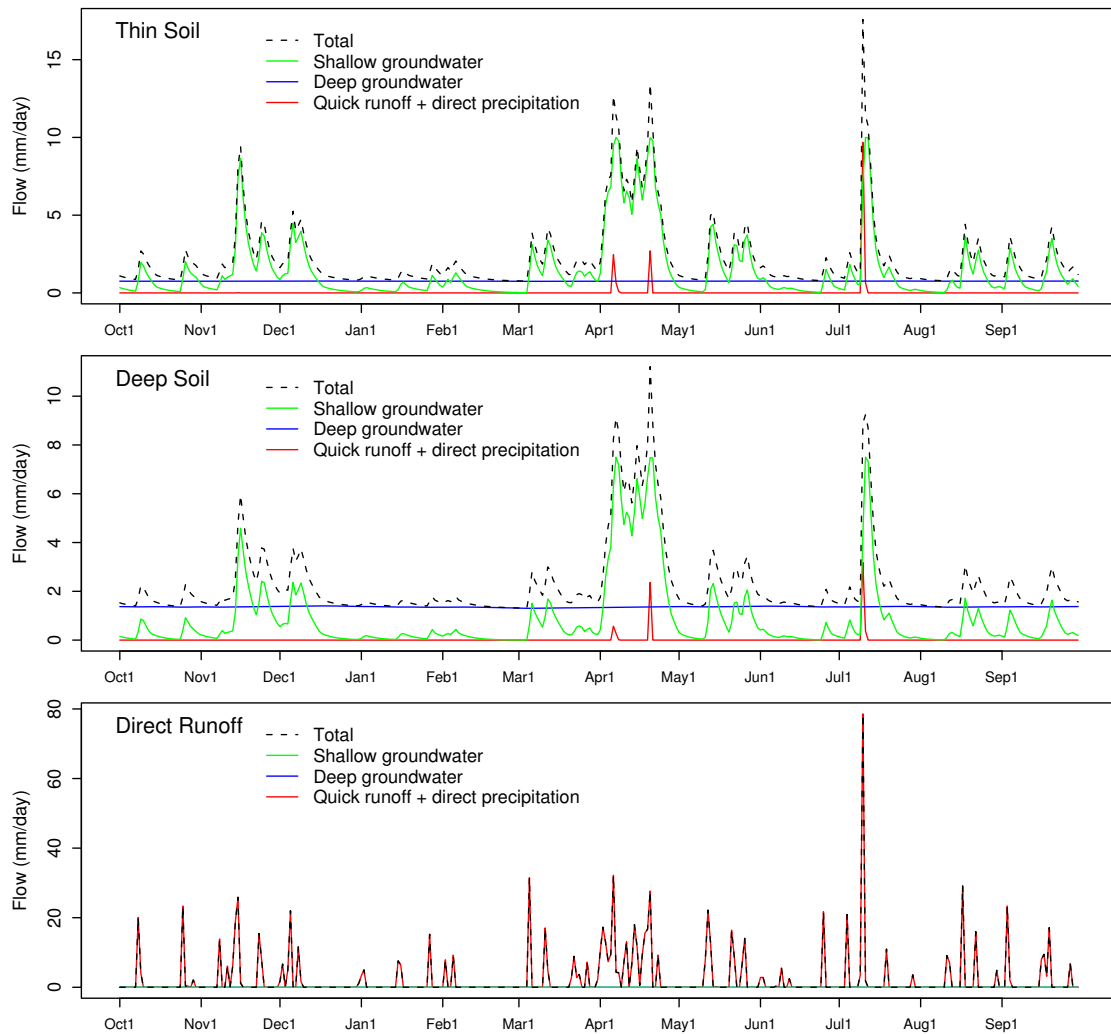 Thin Soil
Total
Shallow groundwater
Deep groundwater
Quick runoff + direct precipitation
Flow (mm/day)
15
10
5
0
Oct1 Nov1 Dec1 Jan1 Feb1 Mar1 Apr1 May1 Jun1 Jul1 Aug1 Sep1
Deep Soil
Total
Shallow groundwater
Deep groundwater
Quick runoff + direct precipitation
Flow (mm/day)
10
8
6
4
2
0
Oct1 Nov1 Dec1 Jan1 Feb1 Mar1 Apr1 May1 Jun1 Jul1 Aug1 Sep1
Direct Runoff
Total
Shallow groundwater
Deep groundwater
Quick runoff + direct precipitation
Flow (mm/day)
80
60
40
20
0
Oct1 Nov1 Dec1 Jan1 Feb1 Mar1 Apr1 May1 Jun1 Jul1 Aug1 Sep1